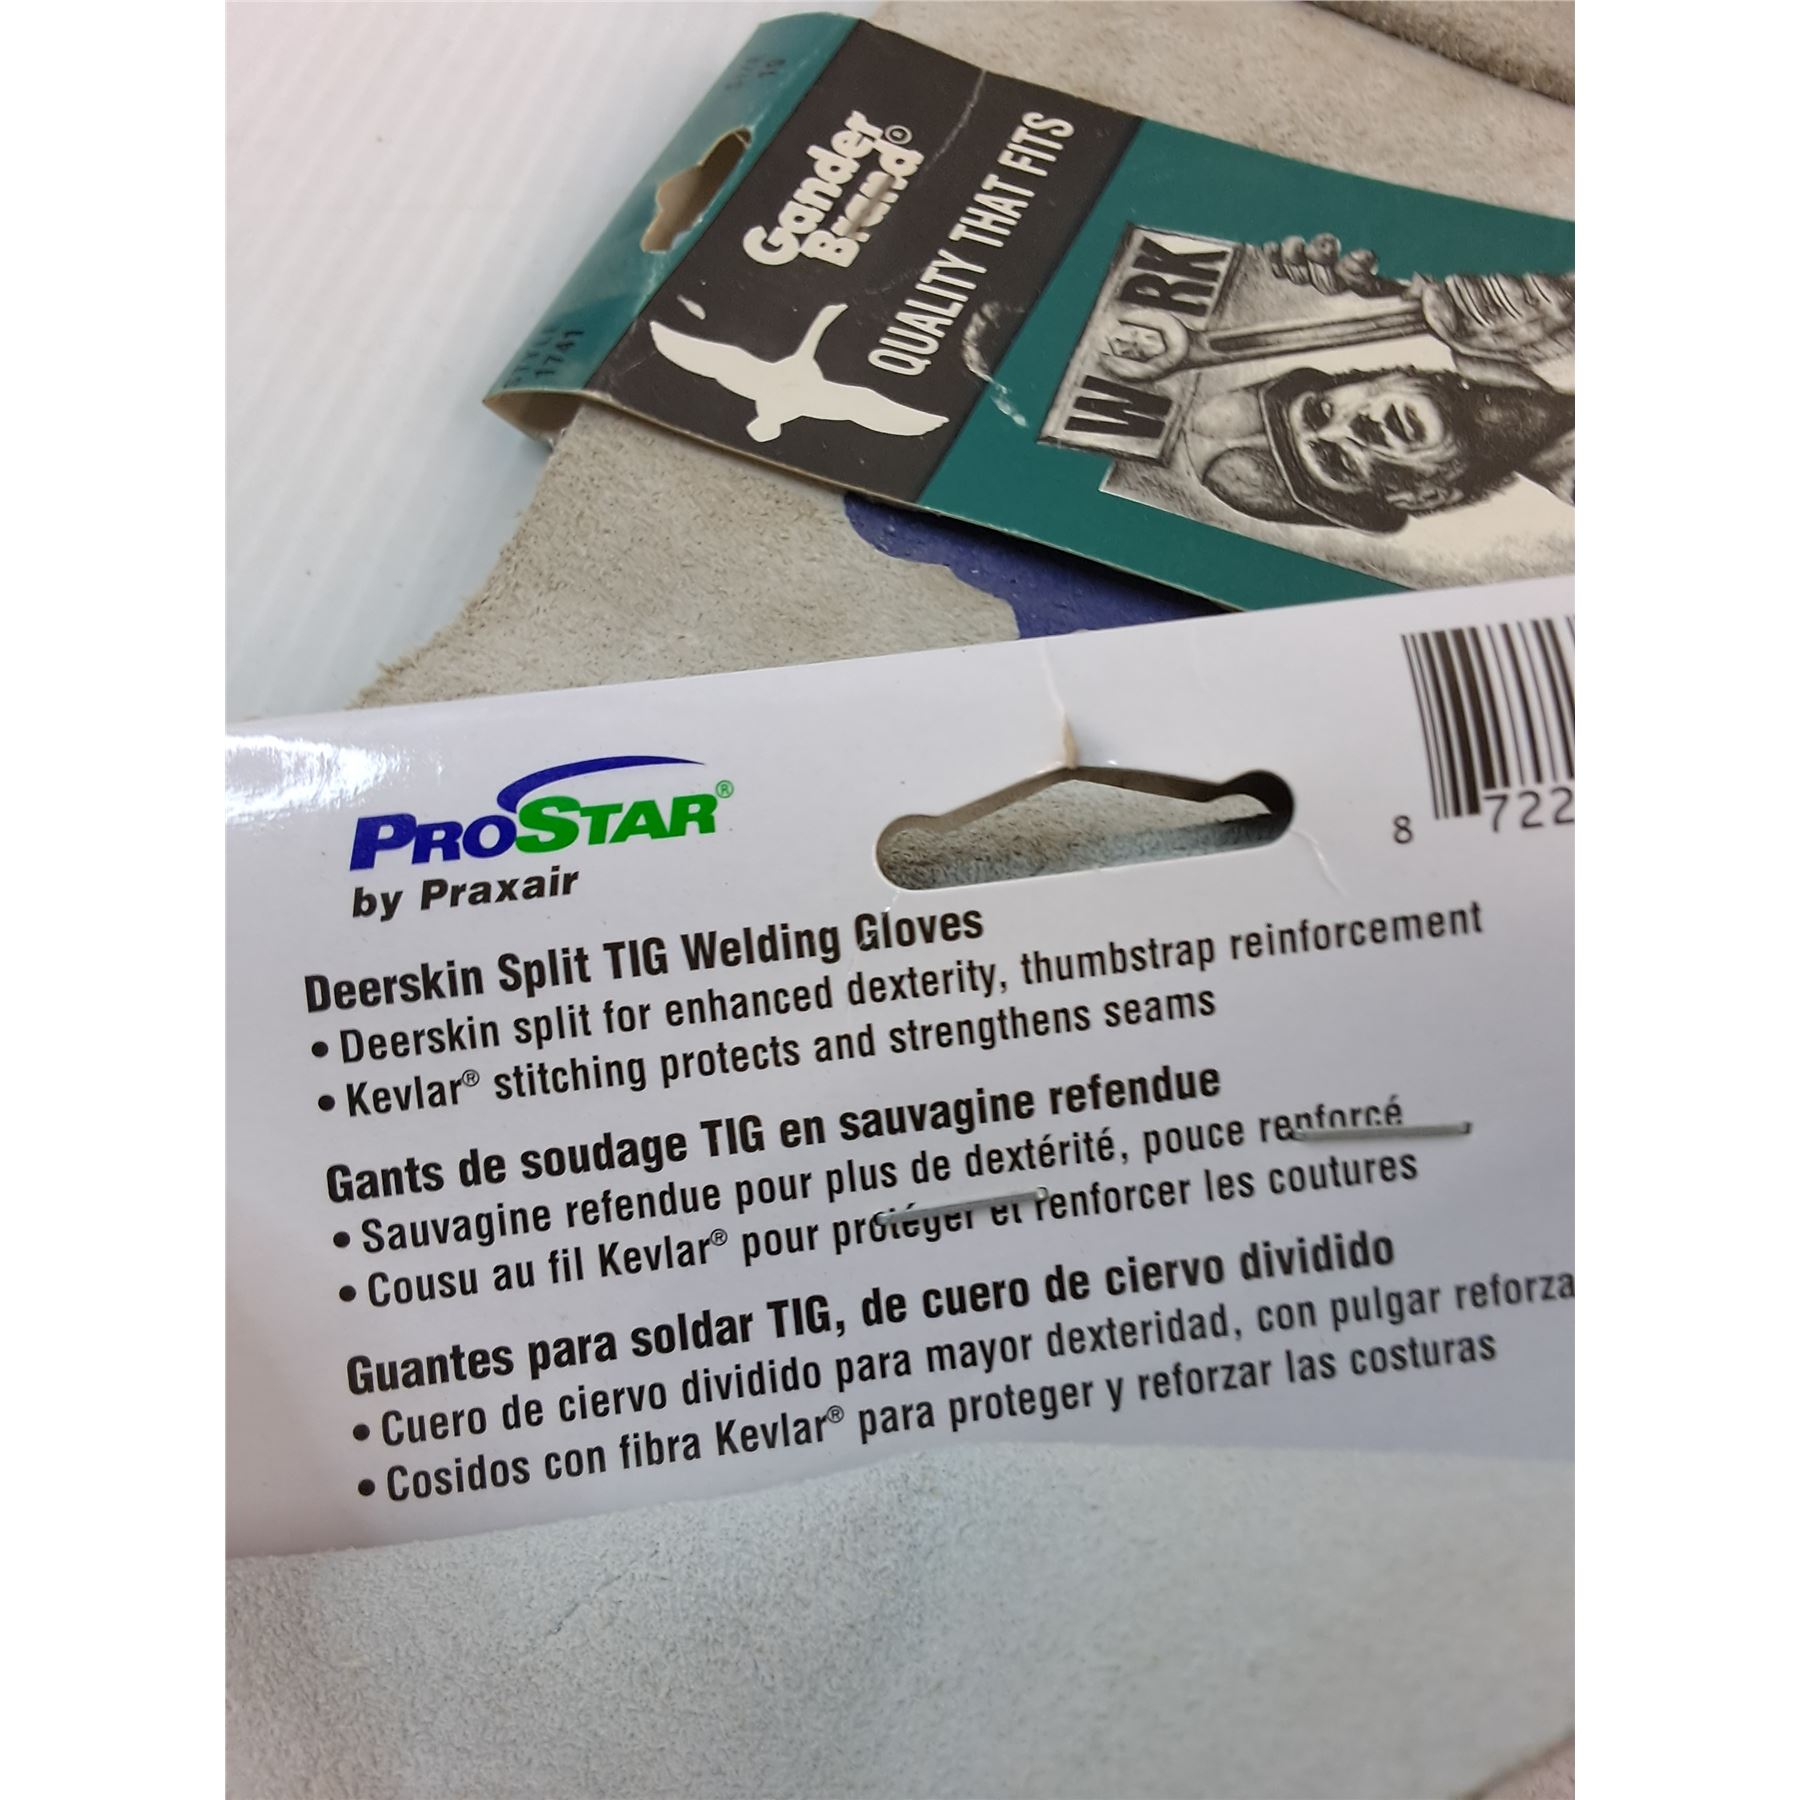 SIZE
10
STYLE
1741
Gander
Brand®
QUALITY THAT FITS
WORK
PROSTAR®
by Praxair
8 722
Deerskin Split TIG Welding Gloves
• Deerskin split for enhanced dexterity, thumbstrap reinforcement
• Kevlar® stitching protects and strengthens seams
Gants de soudage TIG en sauvagine refendue
• Sauvagine refendue pour plus de dextérité, pouce renforcé
• Cousu au fil Kevlar® pour protéger et renforcer les coutures
Guantes para soldar TIG, de cuero de ciervo dividido
• Cuero de ciervo dividido para mayor dexteridad, con pulgar reforza
• Cosidos con fibra Kevlar® para proteger y reforzar las costuras